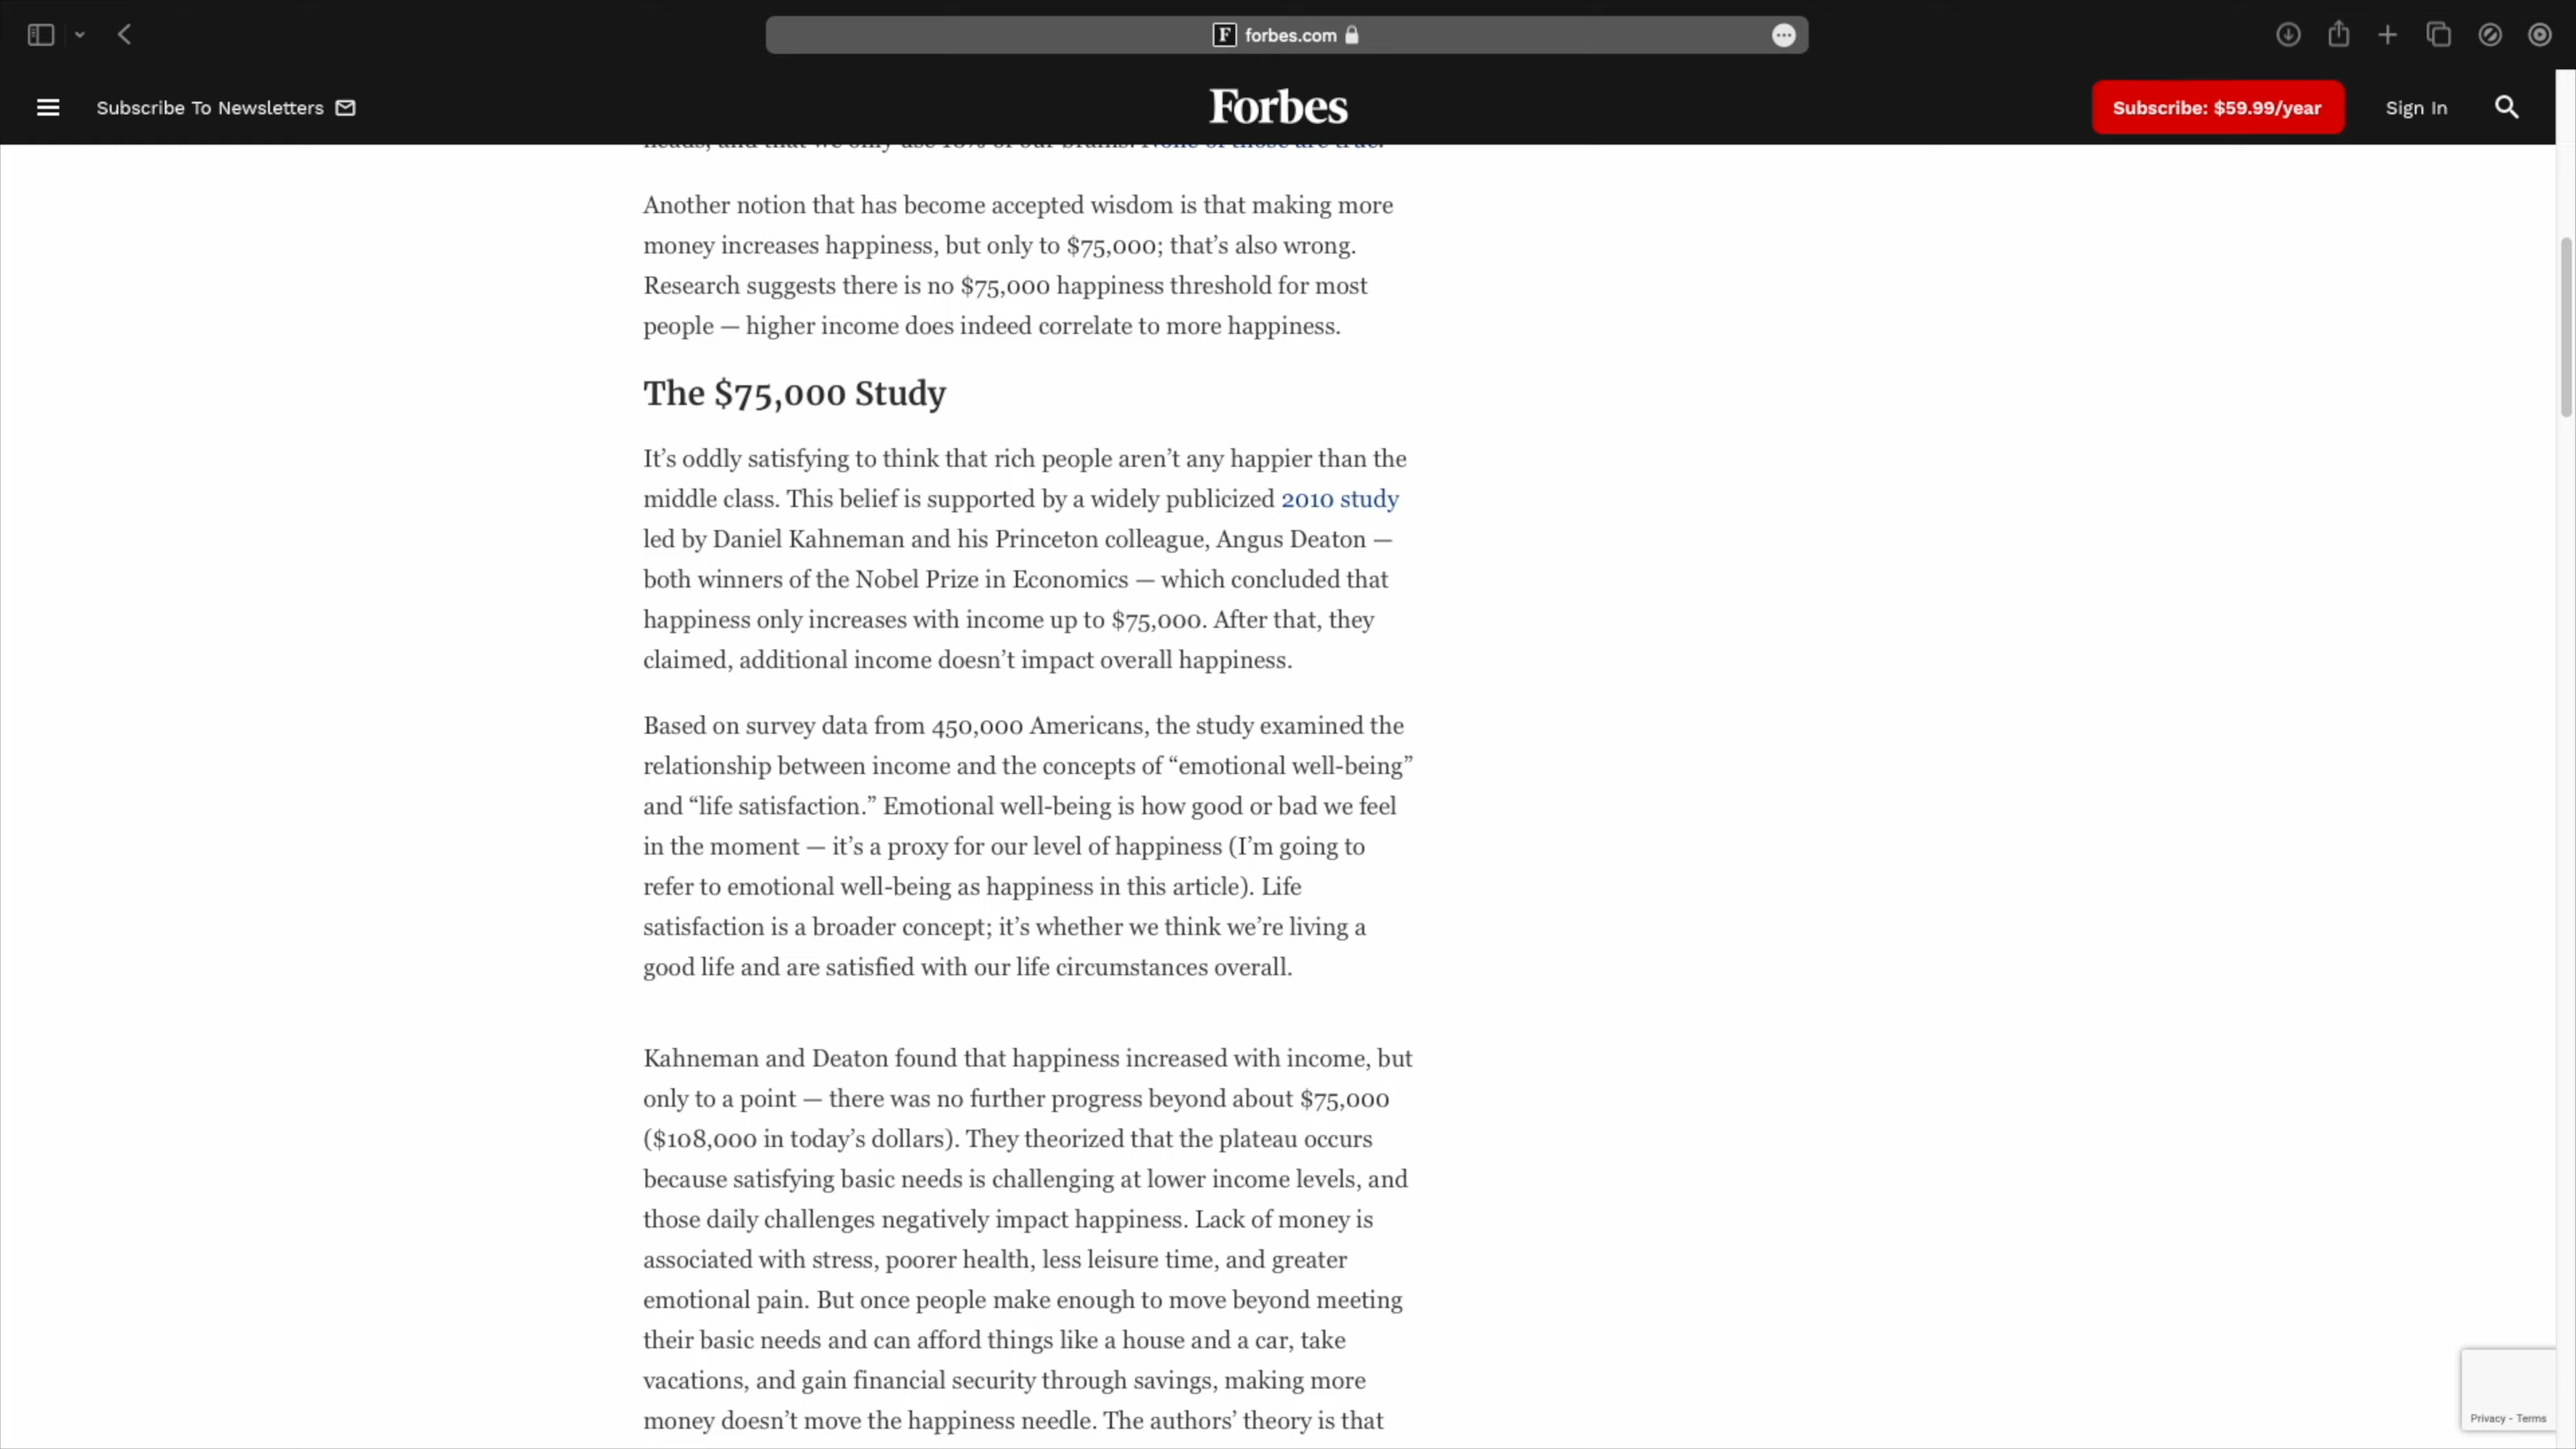 forbes.com
Subscribe To Newsletters
Forbes
Subscribe: $59.99/year
Sign In
heads, and that we only use 10% of our brains. None of those are true.
Another notion that has become accepted wisdom is that making more
money increases happiness, but only to $75,000; that’s also wrong.
Research suggests there is no $75,000 happiness threshold for most
people — higher income does indeed correlate to more happiness.
The $75,000 Study
It’s oddly satisfying to think that rich people aren’t any happier than the
middle class. This belief is supported by a widely publicized 2010 study
led by Daniel Kahneman and his Princeton colleague, Angus Deaton —
both winners of the Nobel Prize in Economics — which concluded that
happiness only increases with income up to $75,000. After that, they
claimed, additional income doesn’t impact overall happiness.
Based on survey data from 450,000 Americans, the study examined the
relationship between income and the concepts of “emotional well-being”
and “life satisfaction.” Emotional well-being is how good or bad we feel
in the moment — it’s a proxy for our level of happiness (I’m going to
refer to emotional well-being as happiness in this article). Life
satisfaction is a broader concept; it’s whether we think we’re living a
good life and are satisfied with our life circumstances overall.
Kahneman and Deaton found that happiness increased with income, but
only to a point — there was no further progress beyond about $75,000
($108,000 in today’s dollars). They theorized that the plateau occurs
because satisfying basic needs is challenging at lower income levels, and
those daily challenges negatively impact happiness. Lack of money is
associated with stress, poorer health, less leisure time, and greater
emotional pain. But once people make enough to move beyond meeting
their basic needs and can afford things like a house and a car, take
vacations, and gain financial security through savings, making more
money doesn’t move the happiness needle. The authors’ theory is that
Privacy - Terms